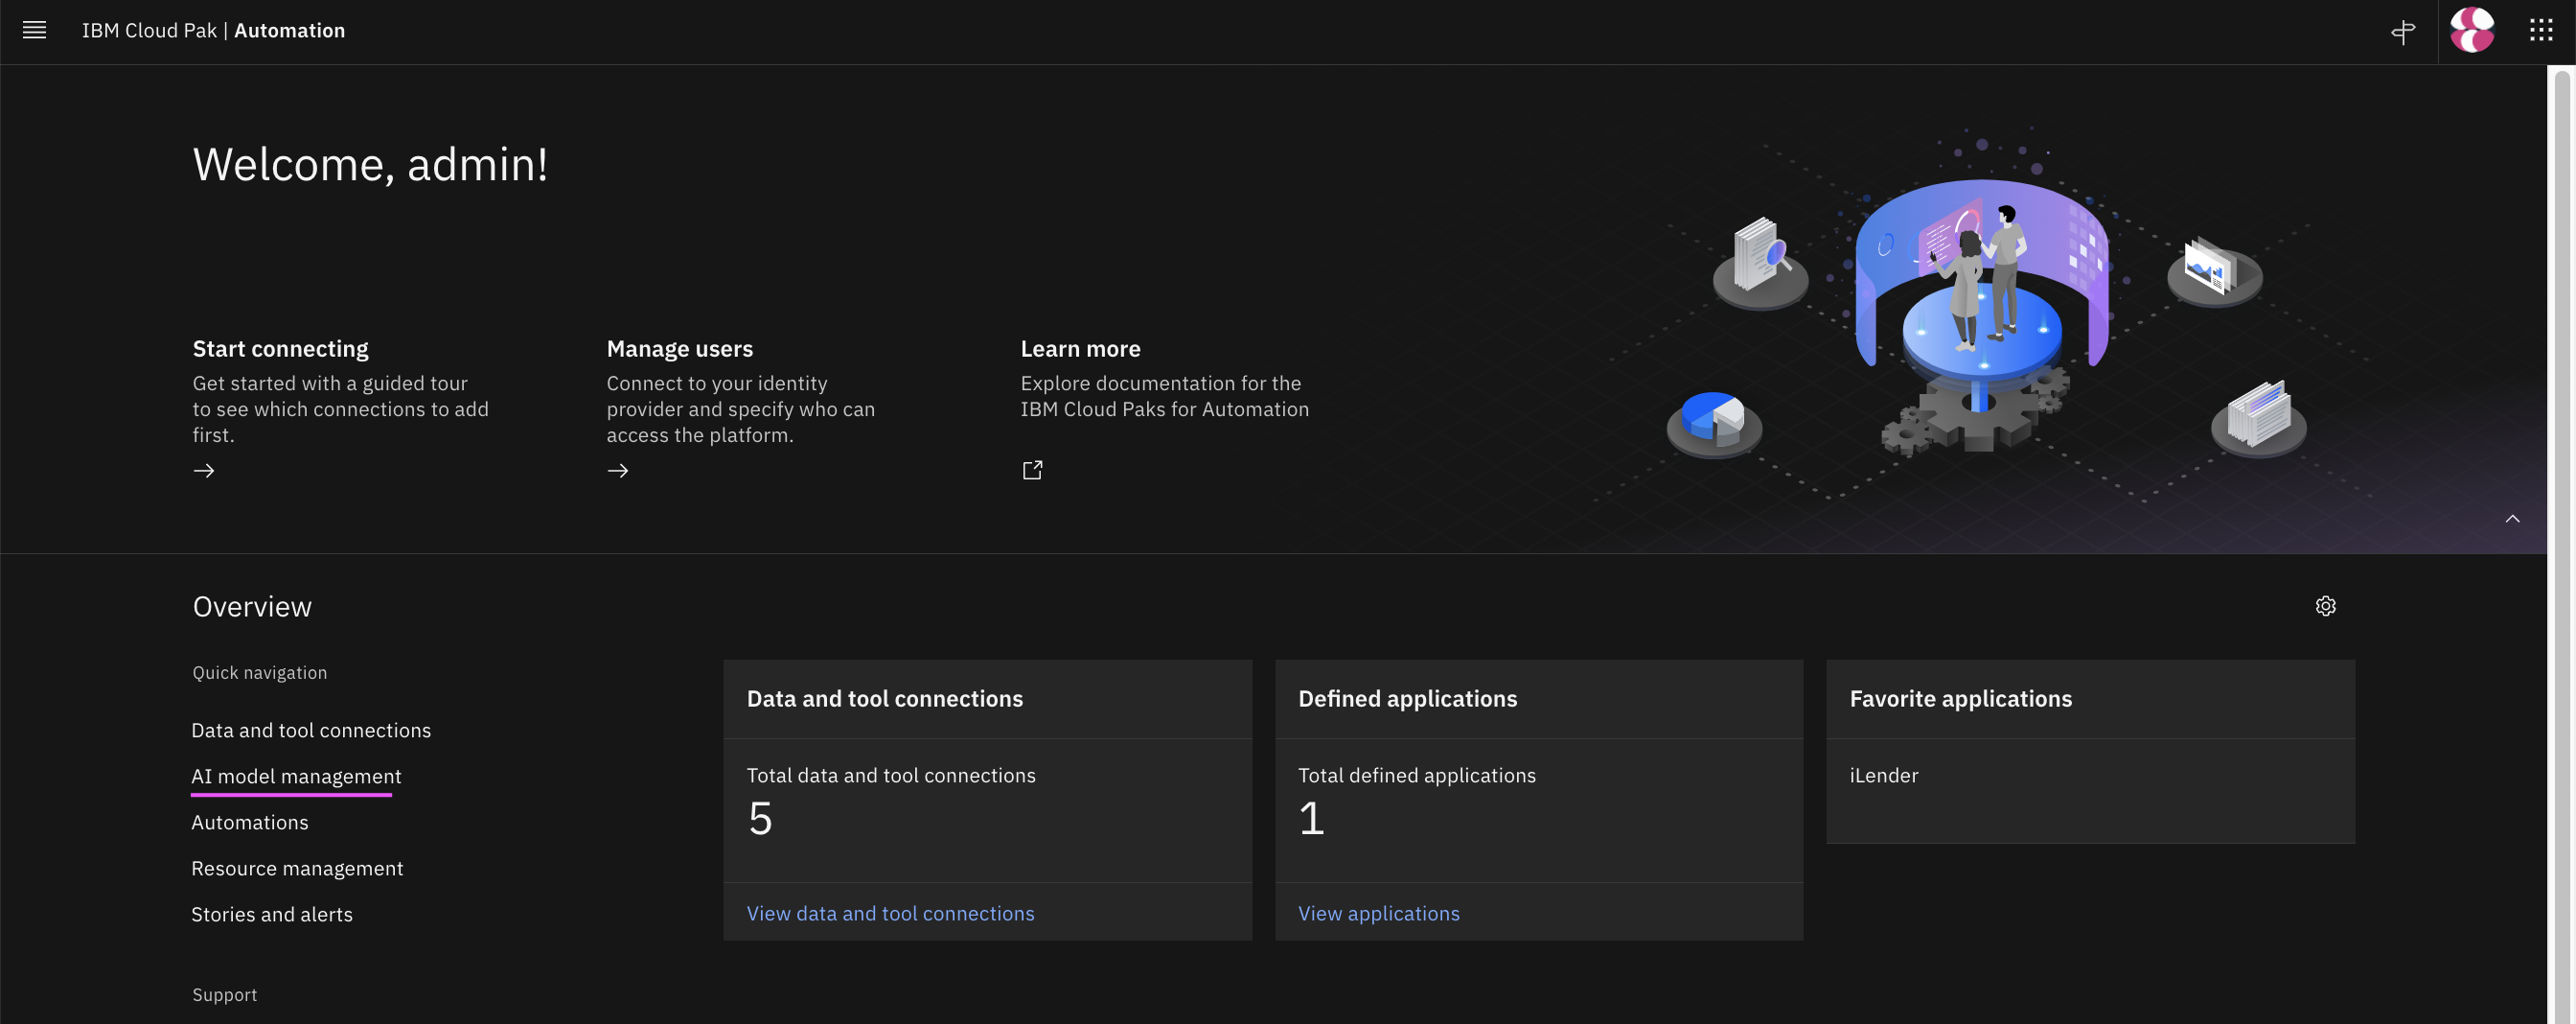 IBM Cloud Pak | Automation
Welcome, admin!
Start connecting
Get started with a guided tour
to see which connections to add
first.
Manage users
Connect to your identity
provider and specify who can
access the platform.
Learn more
Explore documentation for the
IBM Cloud Paks for Automation
Overview
Quick navigation
Data and tool connections
AI model management
Automations
Resource management
Stories and alerts
Support
Data and tool connections
Total data and tool connections
5
View data and tool connections
Defined applications
Total defined applications
1
View applications
Favorite applications
iLender